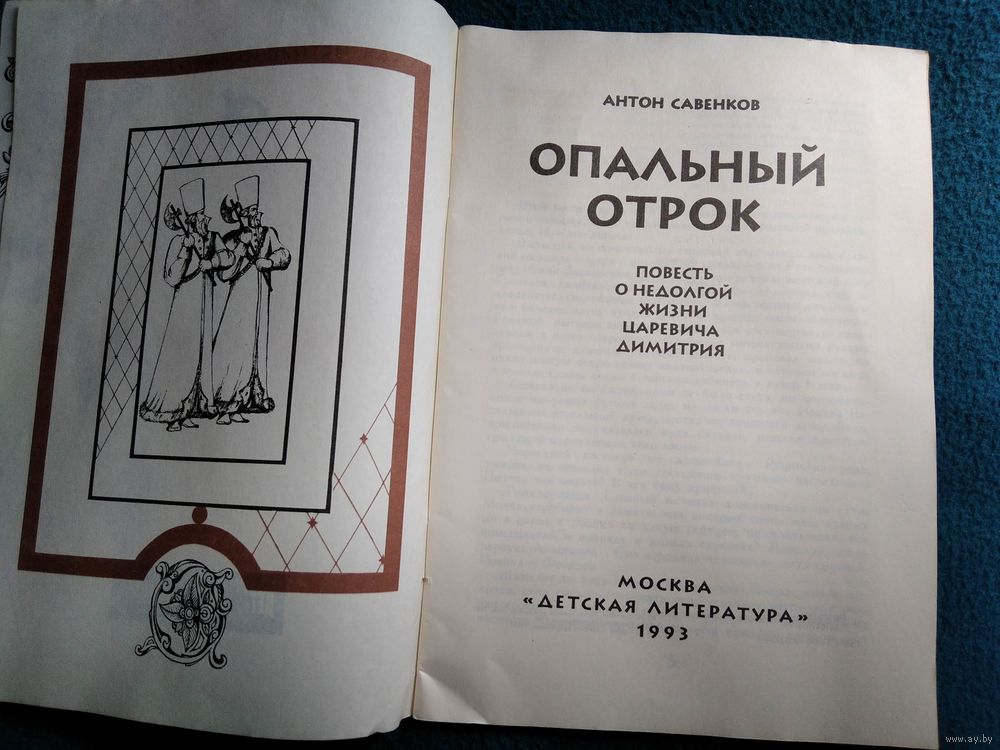 АНТОН САВЕНКОВ
ОПАЛЬНЫЙ
ОТРОК
ПОВЕСТЬ
О НЕДОЛГОЙ
ЖИЗНИ
ЦАРЕВИЧА
ДИМИТРИЯ
МОСКВА
«ДЕТСКАЯ ЛИТЕРАТУРА»
1993
www.ay.by